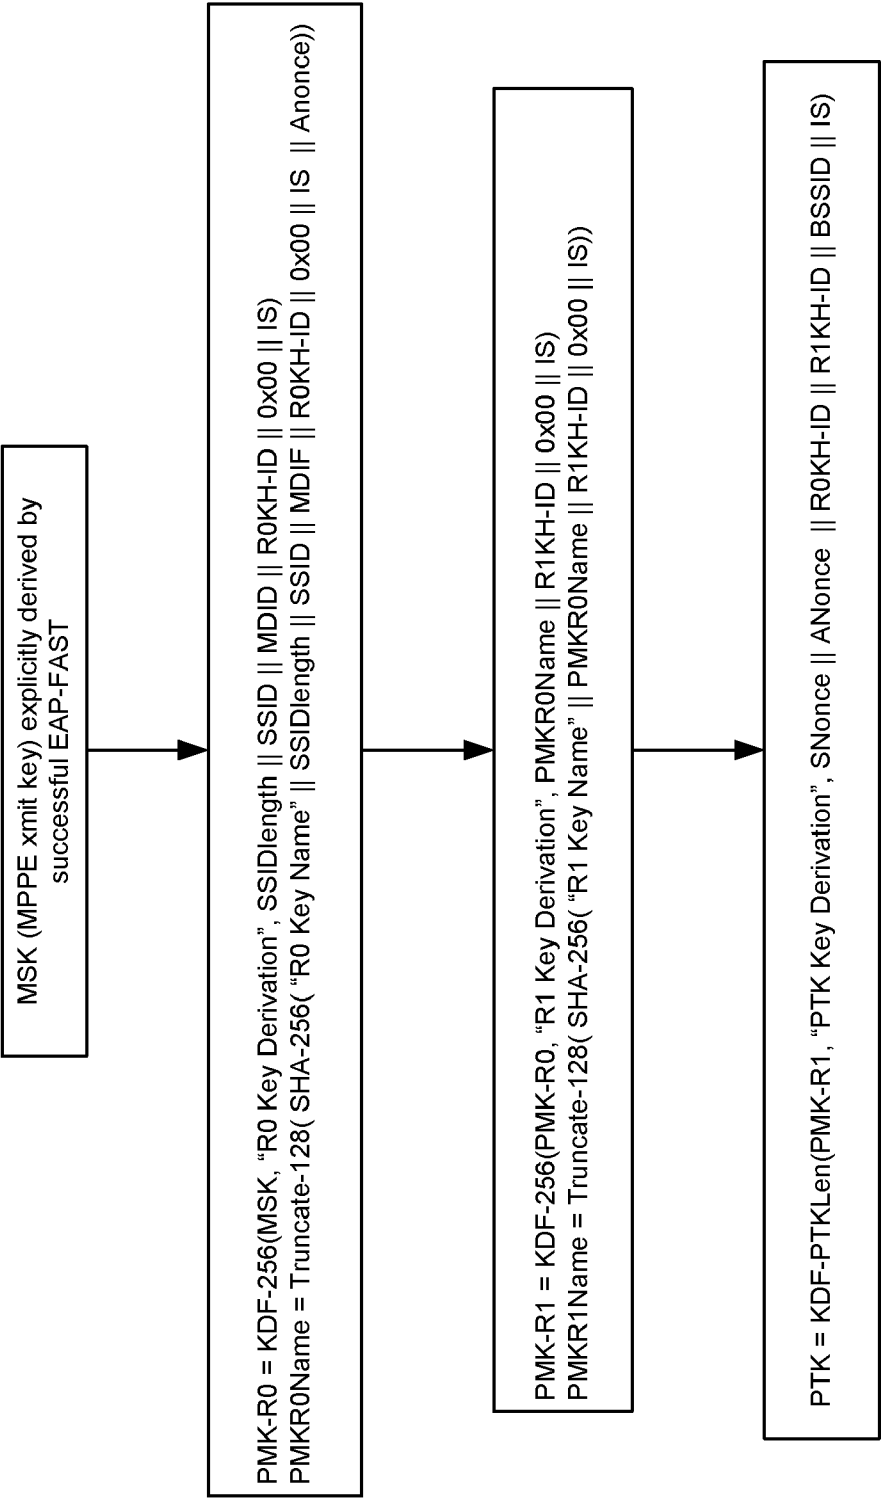 MSK (MPPE xmit key) explicitly derived by
successful EAP-FAST
PMK-R0 = KDF-256(MSK, “R0 Key Derivation”, SSIDlength || SSID || MDID || R0KH-ID || 0x00 || IS)
PMKR0Name = Truncate-128( SHA-256( “R0 Key Name” || SSIDlength || SSID || MDIF || R0KH-ID || 0x00 || IS || Anonce))
PMK-R1 = KDF-256(PMK-R0, “R1 Key Derivation”, PMKR0Name || R1KH-ID || 0x00 || IS)
PMKR1Name = Truncate-128( SHA-256( “R1 Key Name” || PMKR0Name || R1KH-ID || 0x00 || IS))
PTK = KDF-PTKLen(PMK-R1, “PTK Key Derivation”, SNonce || ANonce || R0KH-ID || R1KH-ID || BSSID || IS)